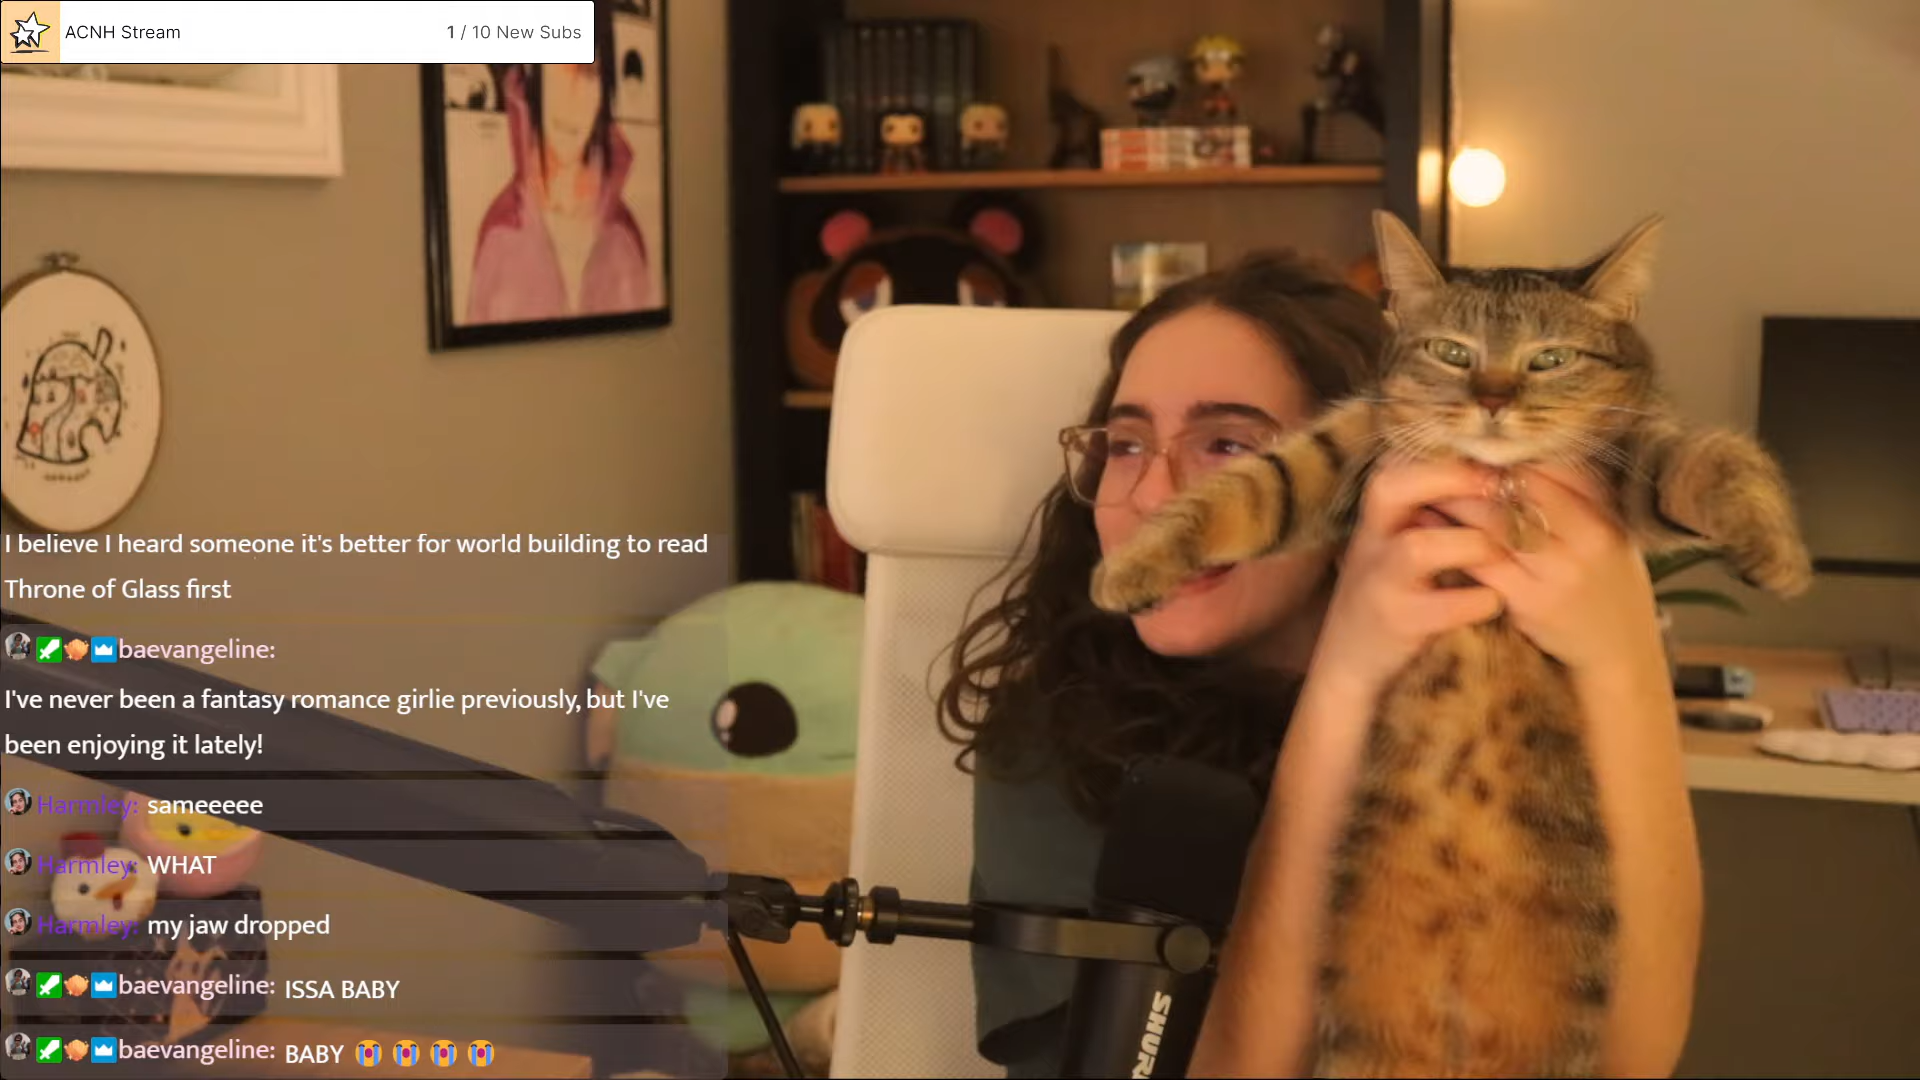 ACNH Stream
1 / 10 New Subs
I believe I heard someone it's better for world building to read
Throne of Glass first
baevangeline:
I've never been a fantasy romance girlie previously, but I've
been enjoying it lately!
Harmley: sameeeee
Harmley: WHAT
Harmley: my jaw dropped
baevangeline: ISSA BABY
baevangeline: BABY 😭 😭 😭 😭
SHURE